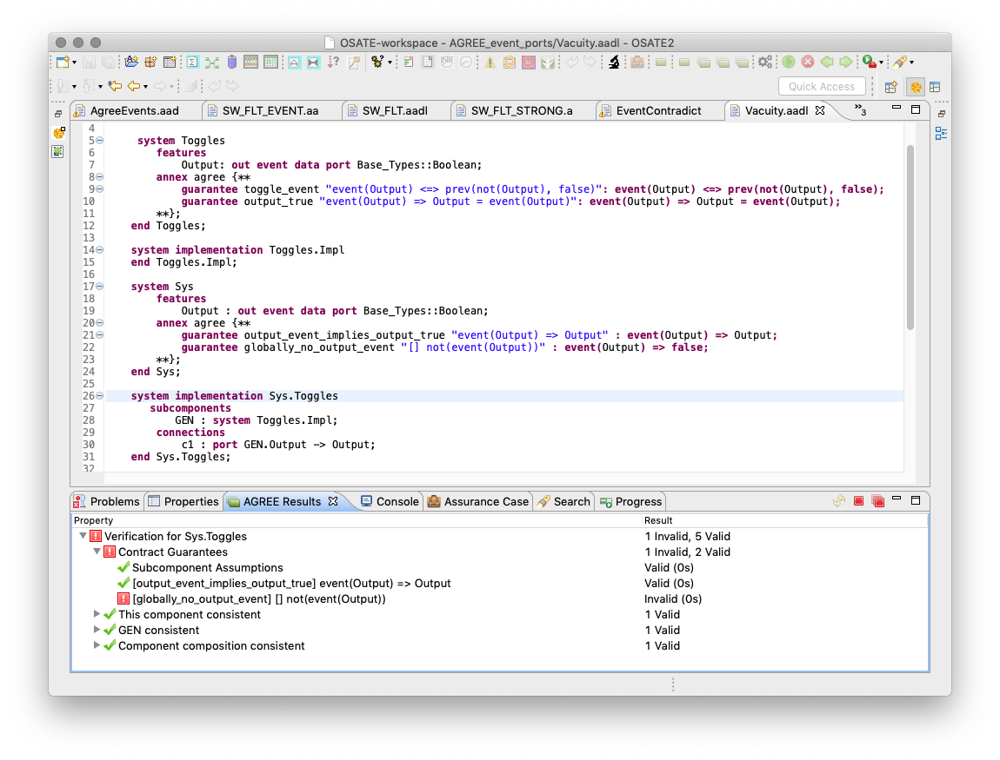 OSATE-workspace - AGREE_event_ports/Vacuity.aadl - OSATE2
Quick Access
AgreeEvents.aad SW_FLT_EVENT.aa SW_FLT.aadl SW_FLT_STRONG.a EventContradict Vacuity.aadl »3
4
5 system Toggles
6 features
7 Output: out event data port Base_Types::Boolean;
8 annex agree {**
9 guarantee toggle_event "event(Output) <=> prev(not(Output), false)": event(Output) <=> prev(not(Output), false);
10 guarantee output_true "event(Output) => Output = event(Output)": event(Output) => Output = event(Output);
11 **};
12 end Toggles;
13
14 system implementation Toggles.Impl
15 end Toggles.Impl;
16
17 system Sys
18 features
19 Output : out event data port Base_Types::Boolean;
20 annex agree {**
21 guarantee output_event_implies_output_true "event(Output) => Output" : event(Output) => Output;
22 guarantee globally_no_output_event "[] not(event(Output))" : event(Output) => false;
23 **};
24 end Sys;
25
26 system implementation Sys.Toggles
27 subcomponents
28 GEN : system Toggles.Impl;
29 connections
30 c1 : port GEN.Output -> Output;
31 end Sys.Toggles;
32
Problems Properties AGREE Results Console Assurance Case Search Progress
Property Result
Verification for Sys.Toggles 1 Invalid, 5 Valid
Contract Guarantees 1 Invalid, 2 Valid
Subcomponent Assumptions Valid (0s)
[output_event_implies_output_true] event(Output) => Output Valid (0s)
[globally_no_output_event] [] not(event(Output)) Invalid (0s)
This component consistent 1 Valid
GEN consistent 1 Valid
Component composition consistent 1 Valid